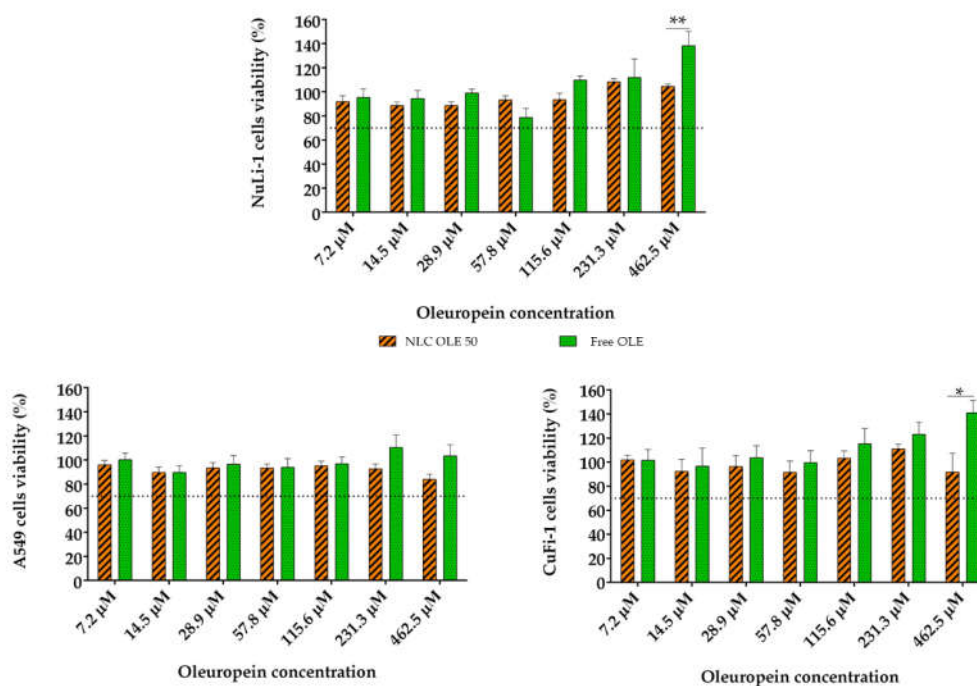 **
160
140
120
100
80
60
40
20
0
NuLi-1 cells viability (%)
7.2 µM
14.5 µM
28.9 µM
57.8 µM
115.6 µM
231.3 µM
462.5 µM
Oleuropein concentration
NLC OLE 50
Free OLE
160
140
120
100
80
60
40
20
0
A549 cells viability (%)
7.2 µM
14.5 µM
28.9 µM
57.8 µM
115.6 µM
231.3 µM
462.5 µM
Oleuropein concentration
*
160
140
120
100
80
60
40
20
0
CuFi-1 cells viability (%)
7.2 µM
14.5 µM
28.9 µM
57.8 µM
115.6 µM
231.3 µM
462.5 µM
Oleuropein concentration